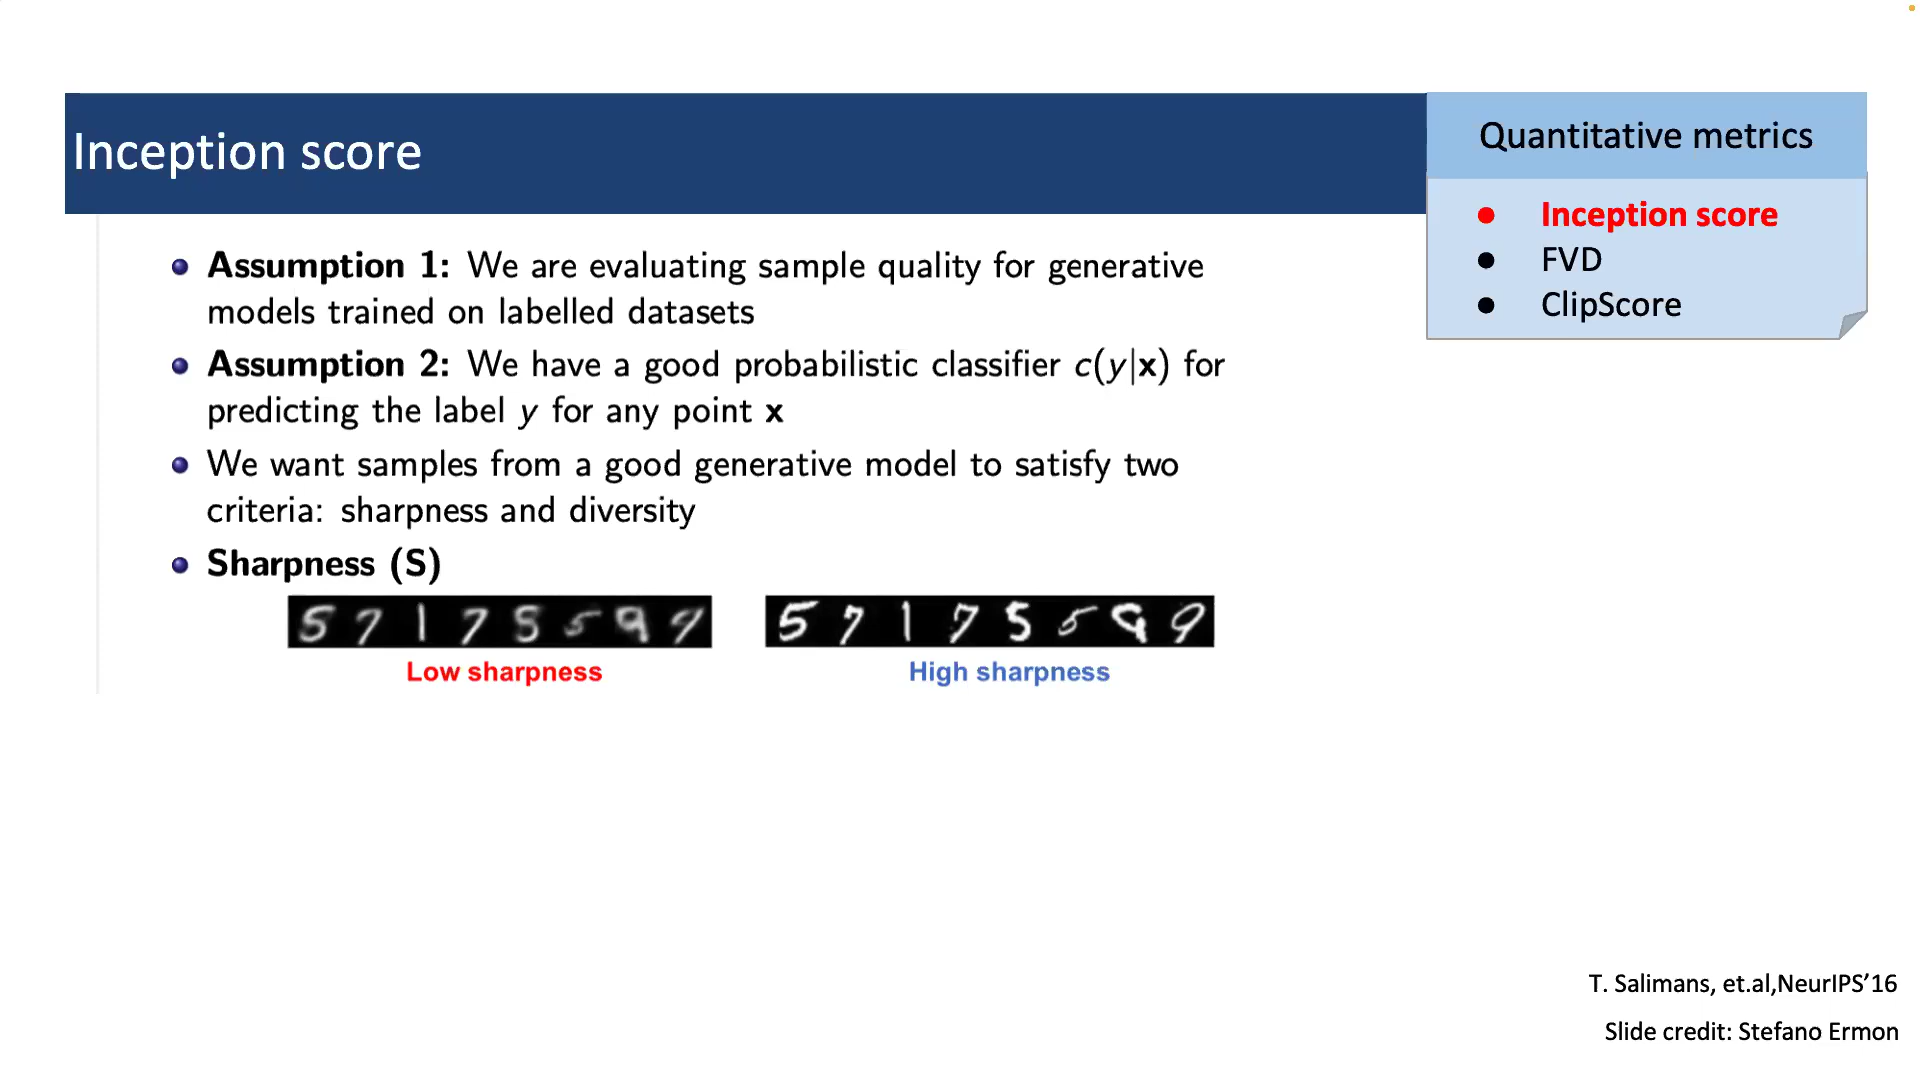 Inception score
Quantitative metrics
● Inception score
● FVD
● ClipScore
Assumption 1: We are evaluating sample quality for generative
models trained on labelled datasets
Assumption 2: We have a good probabilistic classifier c(y|x) for
predicting the label y for any point x
We want samples from a good generative model to satisfy two
criteria: sharpness and diversity
Sharpness (S)
5 7 1 7 5 5 9 9
5 7 1 7 5 5 9 9
Low sharpness
High sharpness
T. Salimans, et.al,NeurIPS’16
Slide credit: Stefano Ermon